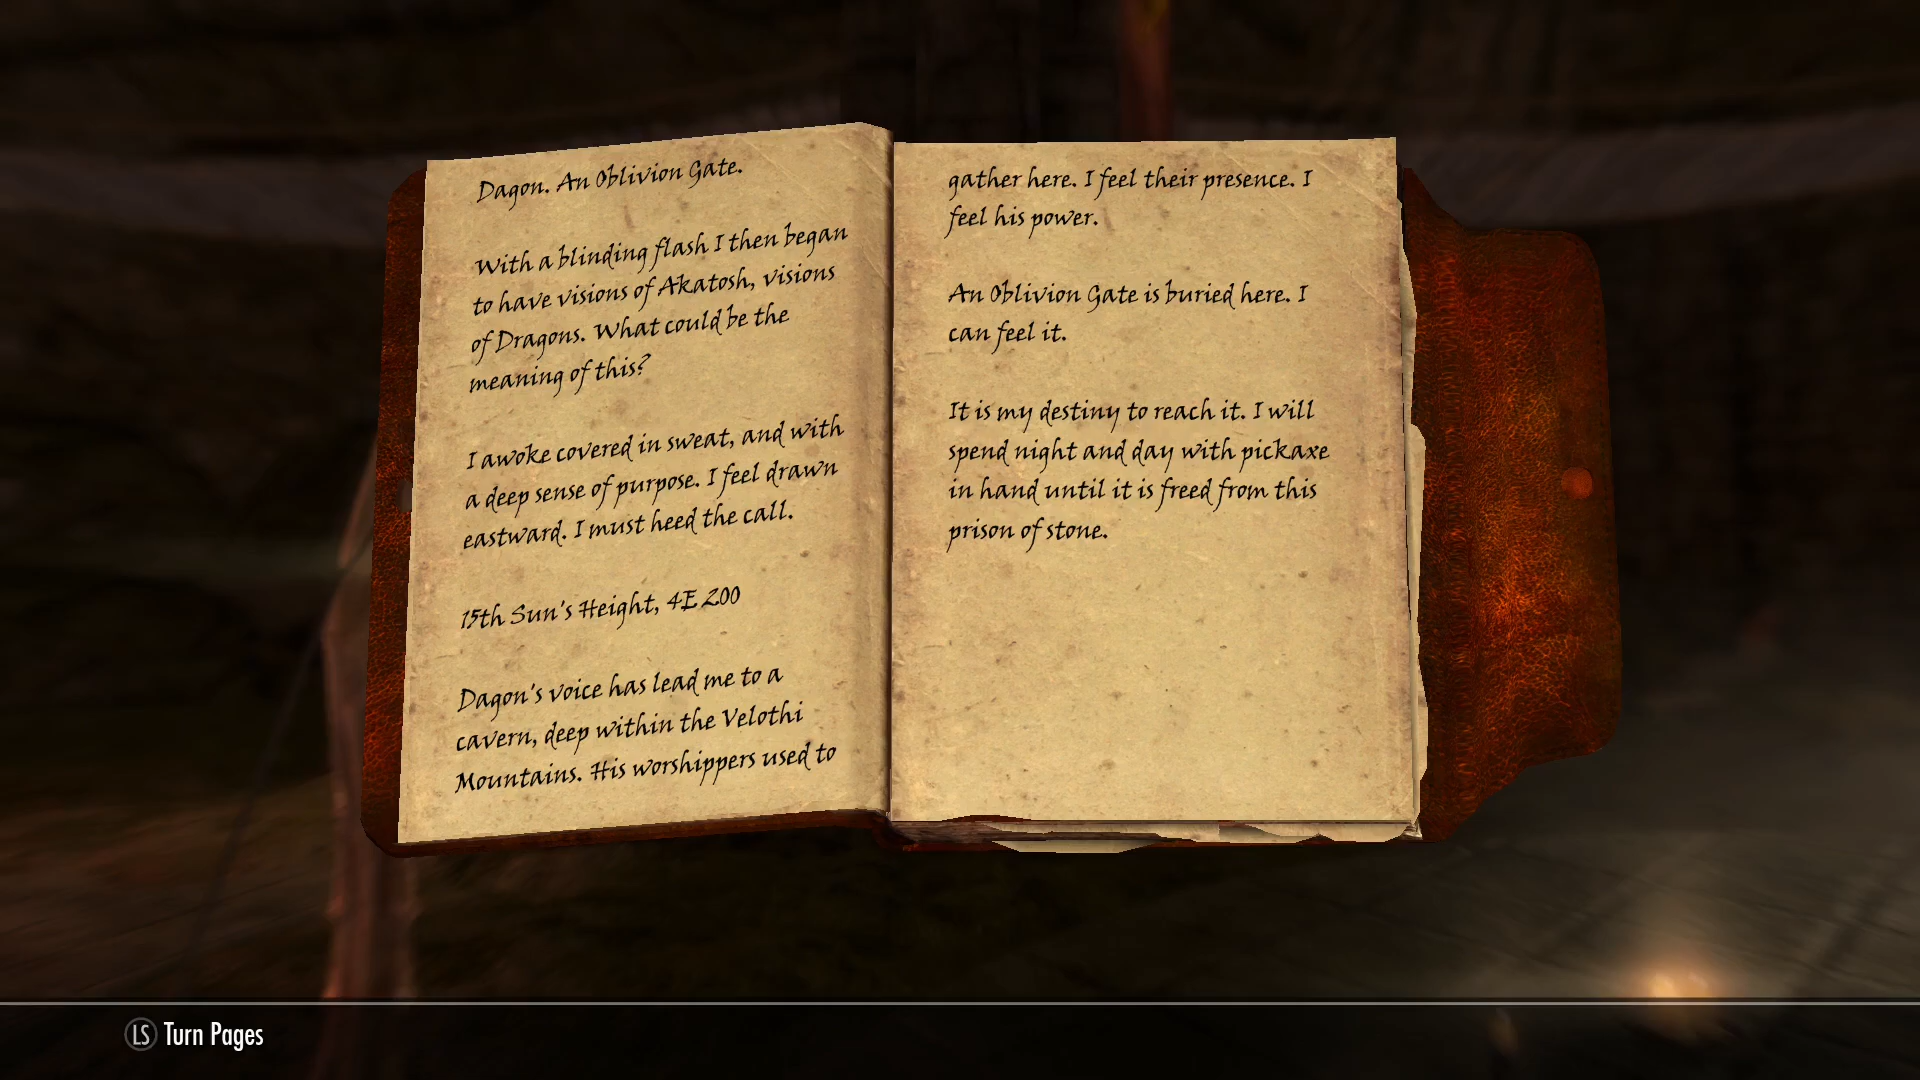 Dagon. An Oblivion Gate.
With a blinding flash I then began
to have visions of Akatosh, visions
of Dragons. What could be the
meaning of this?
I awoke covered in sweat, and with
a deep sense of purpose. I feel drawn
eastward. I must heed the call.
15th Sun's Height, 4E 200
Dagon's voice has lead me to a
cavern, deep within the Velothi
Mountains. His worshippers used to
gather here. I feel their presence. I
feel his power.
An Oblivion Gate is buried here. I
can feel it.
It is my destiny to reach it. I will
spend night and day with pickaxe
in hand until it is freed from this
prison of stone.
LS Turn Pages